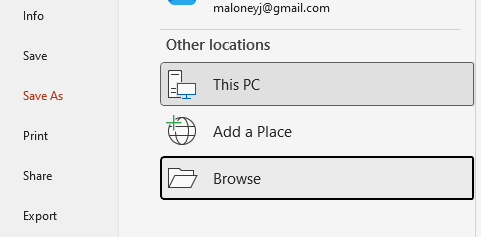 Info
Save
Save As
Print
Share
Export
maloneyj@gmail.com
Other locations
This PC
Add a Place
Browse